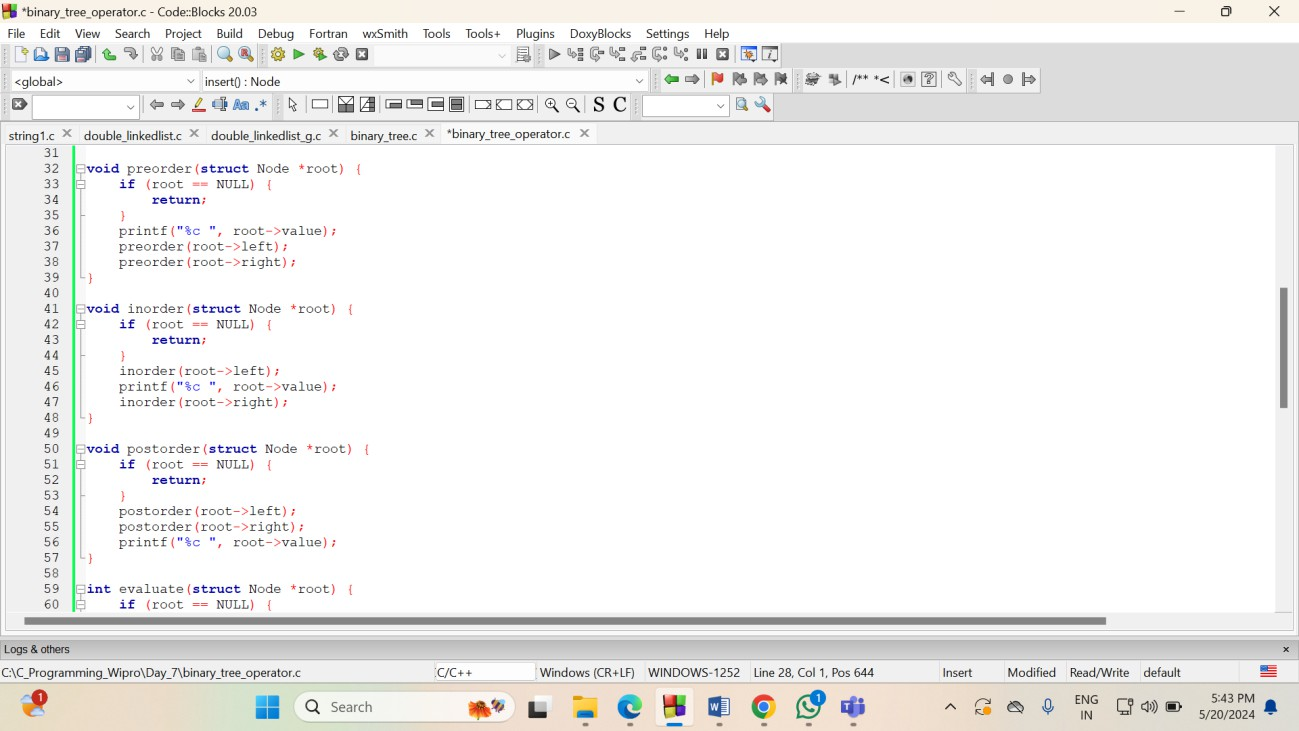 *binary_tree_operator.c - Code::Blocks 20.03
File Edit View Search Project Build Debug Fortran wxSmith Tools Tools+ Plugins DoxyBlocks Settings Help
<global> insert() : Node /** *<
Aa .* S C
string1.c double_linkedlist.c double_linkedlist_g.c binary_tree.c *binary_tree_operator.c
31
32 void preorder(struct Node *root) {
33 if (root == NULL) {
34 return;
35 }
36 printf("%c ", root->value);
37 preorder(root->left);
38 preorder(root->right);
39 }
40
41 void inorder(struct Node *root) {
42 if (root == NULL) {
43 return;
44 }
45 inorder(root->left);
46 printf("%c ", root->value);
47 inorder(root->right);
48 }
49
50 void postorder(struct Node *root) {
51 if (root == NULL) {
52 return;
53 }
54 postorder(root->left);
55 postorder(root->right);
56 printf("%c ", root->value);
57 }
58
59 int evaluate(struct Node *root) {
60 if (root == NULL) {
Logs & others
C:\C_Programming_Wipro\Day_7\binary_tree_operator.c C/C++ Windows (CR+LF) WINDOWS-1252 Line 28, Col 1, Pos 644 Insert Modified Read/Write default
1 Search 1 ENG IN 5:43 PM
5/20/2024